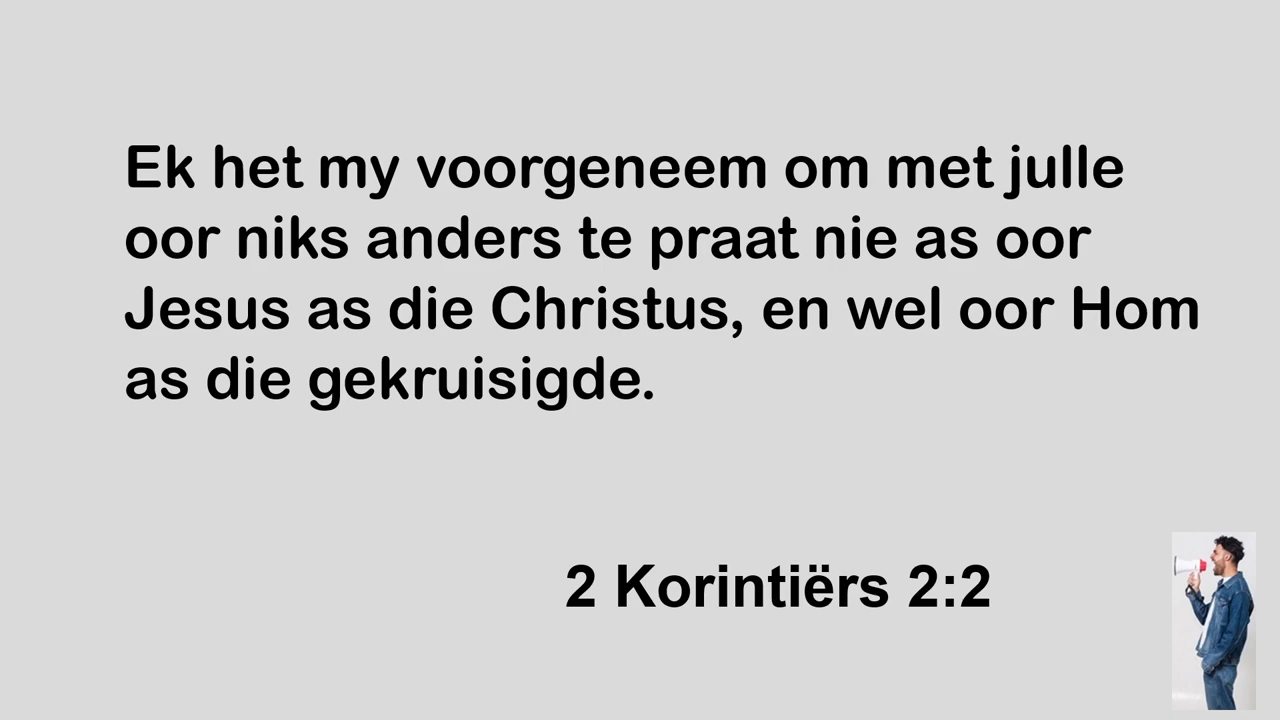 Ek het my voorgeneem om met julle
oor niks anders te praat nie as oor
Jesus as die Christus, en wel oor Hom
as die gekruisigde.
2 Korintiërs 2:2